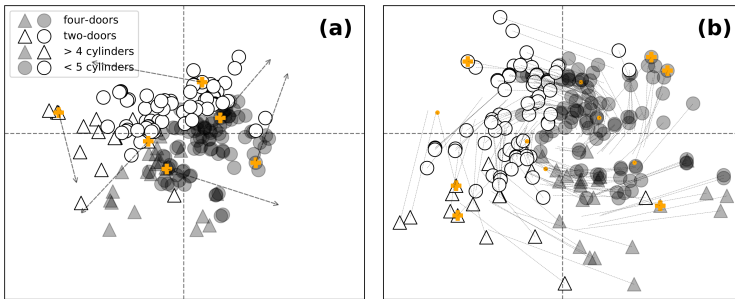 four-doors
two-doors
> 4 cylinders
< 5 cylinders
(a)
(b)